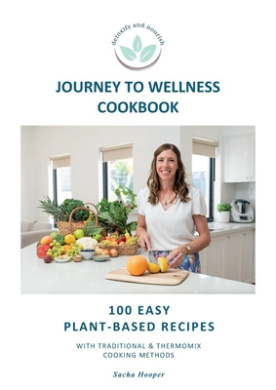 detoxify and nourish
JOURNEY TO WELLNESS
COOKBOOK
100 EASY
PLANT-BASED RECIPES
WITH TRADITIONAL & THERMOMIX
COOKING METHODS
Sacha Hooper